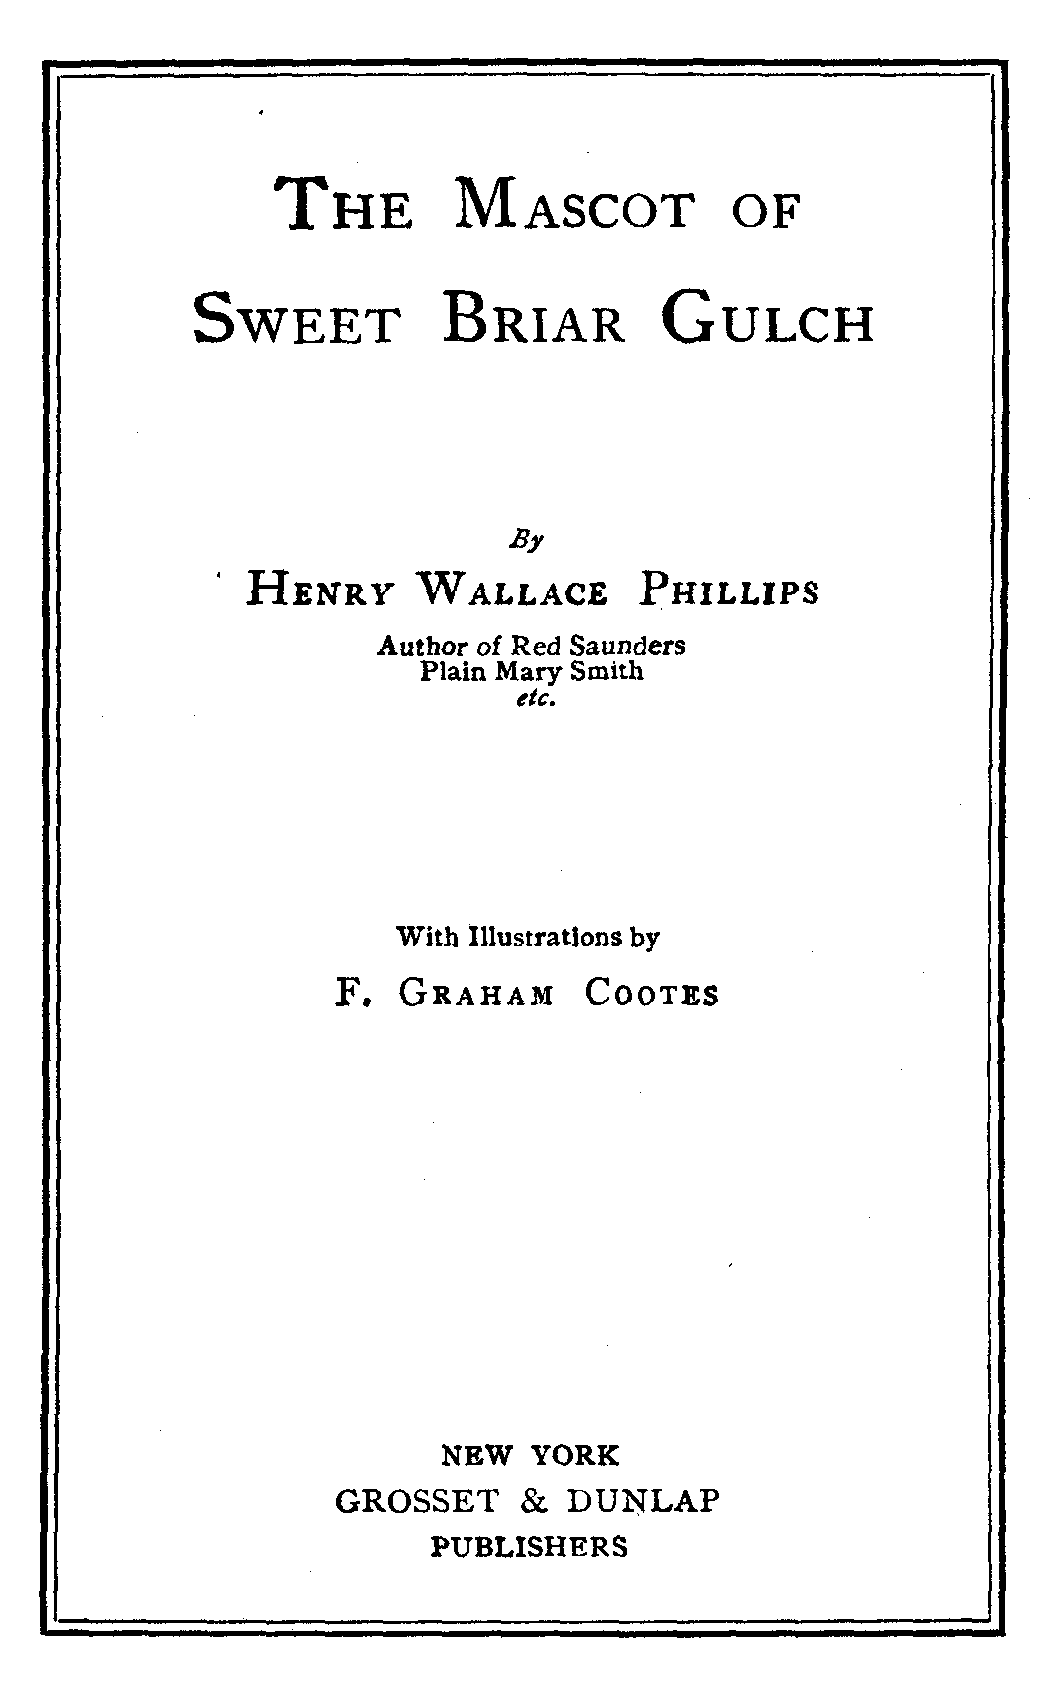 The Mascot of
Sweet Briar Gulch
By
Henry Wallace Phillips
Author of Red Saunders
Plain Mary Smith
etc.
With Illustrations by
F. Graham Cootes
NEW YORK
GROSSET & DUNLAP
PUBLISHERS